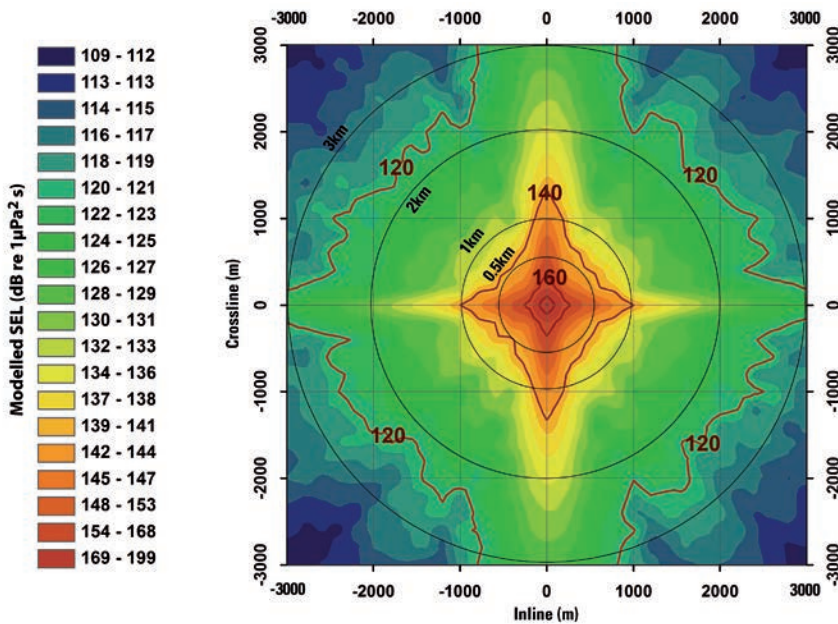 Modelled SEL (dB re 1µPa² s)
109 - 112
113 - 113
114 - 115
116 - 117
118 - 119
120 - 121
122 - 123
124 - 125
126 - 127
128 - 129
130 - 131
132 - 133
134 - 136
137 - 138
139 - 141
142 - 144
145 - 147
148 - 153
154 - 168
169 - 199
-3000 -2000 -1000 0 1000 2000 3000
3000
2000
1000
0
-1000
-2000
-3000
Crossline (m)
3km
2km
1km
0.5km
120
120
140
160
120
120
3000
2000
1000
0
-1000
-2000
-3000
-3000 -2000 -1000 0 1000 2000 3000
Inline (m)